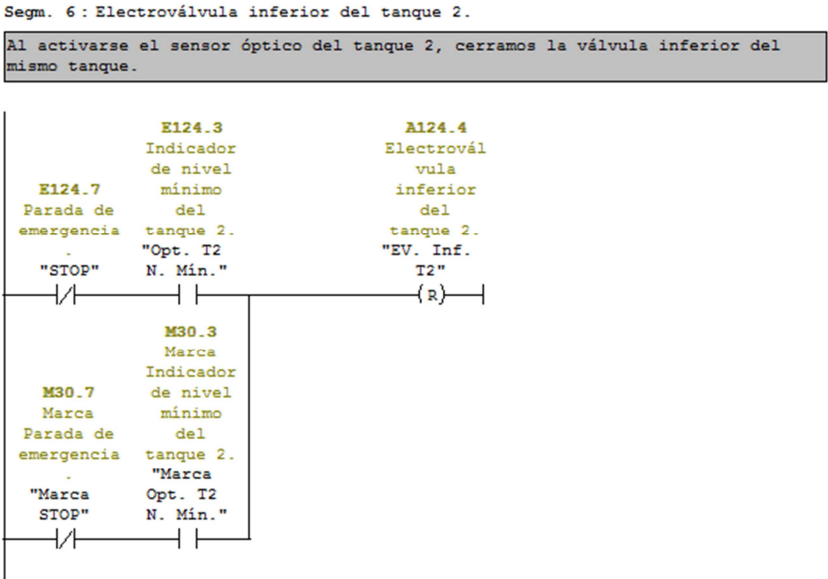 Segm. 6 : Electroválvula inferior del tanque 2.
Al activarse el sensor óptico del tanque 2, cerramos la válvula inferior del
mismo tanque.
E124.7
Parada de
emergencia
.
"STOP"
E124.3
Indicador
de nivel
mínimo
del
tanque 2.
"Opt. T2
N. Mín."
A124.4
Electrovál
vula
inferior
del
tanque 2.
"EV. Inf.
T2"
R
M30.7
Marca
Parada de
emergencia
.
"Marca
STOP"
M30.3
Marca
Indicador
de nivel
mínimo
del
tanque 2.
"Marca
Opt. T2
N. Mín."